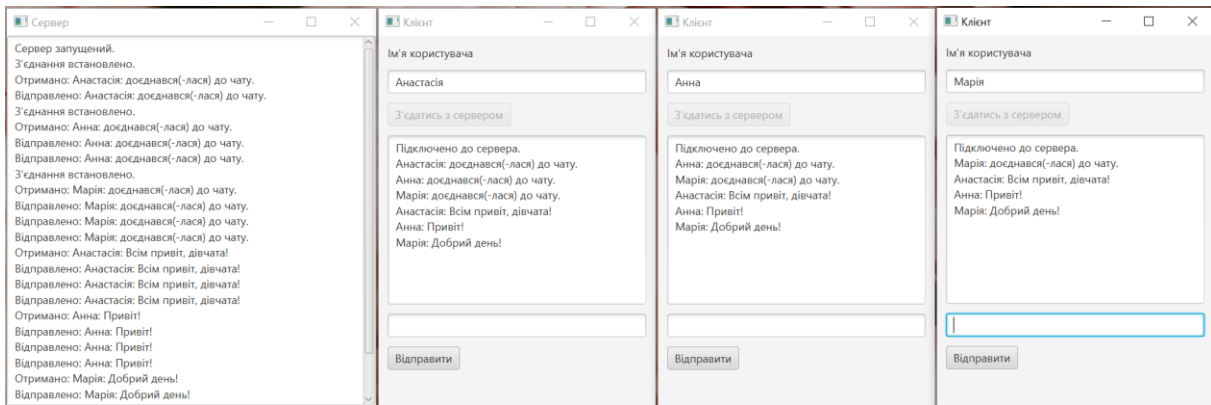 Сервер
Сервер запущений.
З'єднання встановлено.
Отримано: Анастасія: доєднався(-лася) до чату.
Відправлено: Анастасія: доєднався(-лася) до чату.
З'єднання встановлено.
Отримано: Анна: доєднався(-лася) до чату.
Відправлено: Анна: доєднався(-лася) до чату.
Відправлено: Анна: доєднався(-лася) до чату.
З'єднання встановлено.
Отримано: Марія: доєднався(-лася) до чату.
Відправлено: Марія: доєднався(-лася) до чату.
Відправлено: Марія: доєднався(-лася) до чату.
Відправлено: Марія: доєднався(-лася) до чату.
Отримано: Анастасія: Всім привіт, дівчата!
Відправлено: Анастасія: Всім привіт, дівчата!
Відправлено: Анастасія: Всім привіт, дівчата!
Відправлено: Анастасія: Всім привіт, дівчата!
Отримано: Анна: Привіт!
Відправлено: Анна: Привіт!
Відправлено: Анна: Привіт!
Відправлено: Анна: Привіт!
Отримано: Марія: Добрий день!
Відправлено: Марія: Добрий день!
Клієнт
Ім'я користувача
Анастасія
З'єдатись з сервером
Підключено до сервера.
Анастасія: доєднався(-лася) до чату.
Анна: доєднався(-лася) до чату.
Марія: доєднався(-лася) до чату.
Анастасія: Всім привіт, дівчата!
Анна: Привіт!
Марія: Добрий день!
Відправити
Клієнт
Ім'я користувача
Анна
З'єдатись з сервером
Підключено до сервера.
Анна: доєднався(-лася) до чату.
Марія: доєднався(-лася) до чату.
Анастасія: Всім привіт, дівчата!
Анна: Привіт!
Марія: Добрий день!
Відправити
Клієнт
Ім'я користувача
Марія
З'єдатись з сервером
Підключено до сервера.
Марія: доєднався(-лася) до чату.
Анастасія: Всім привіт, дівчата!
Анна: Привіт!
Марія: Добрий день!
Відправити